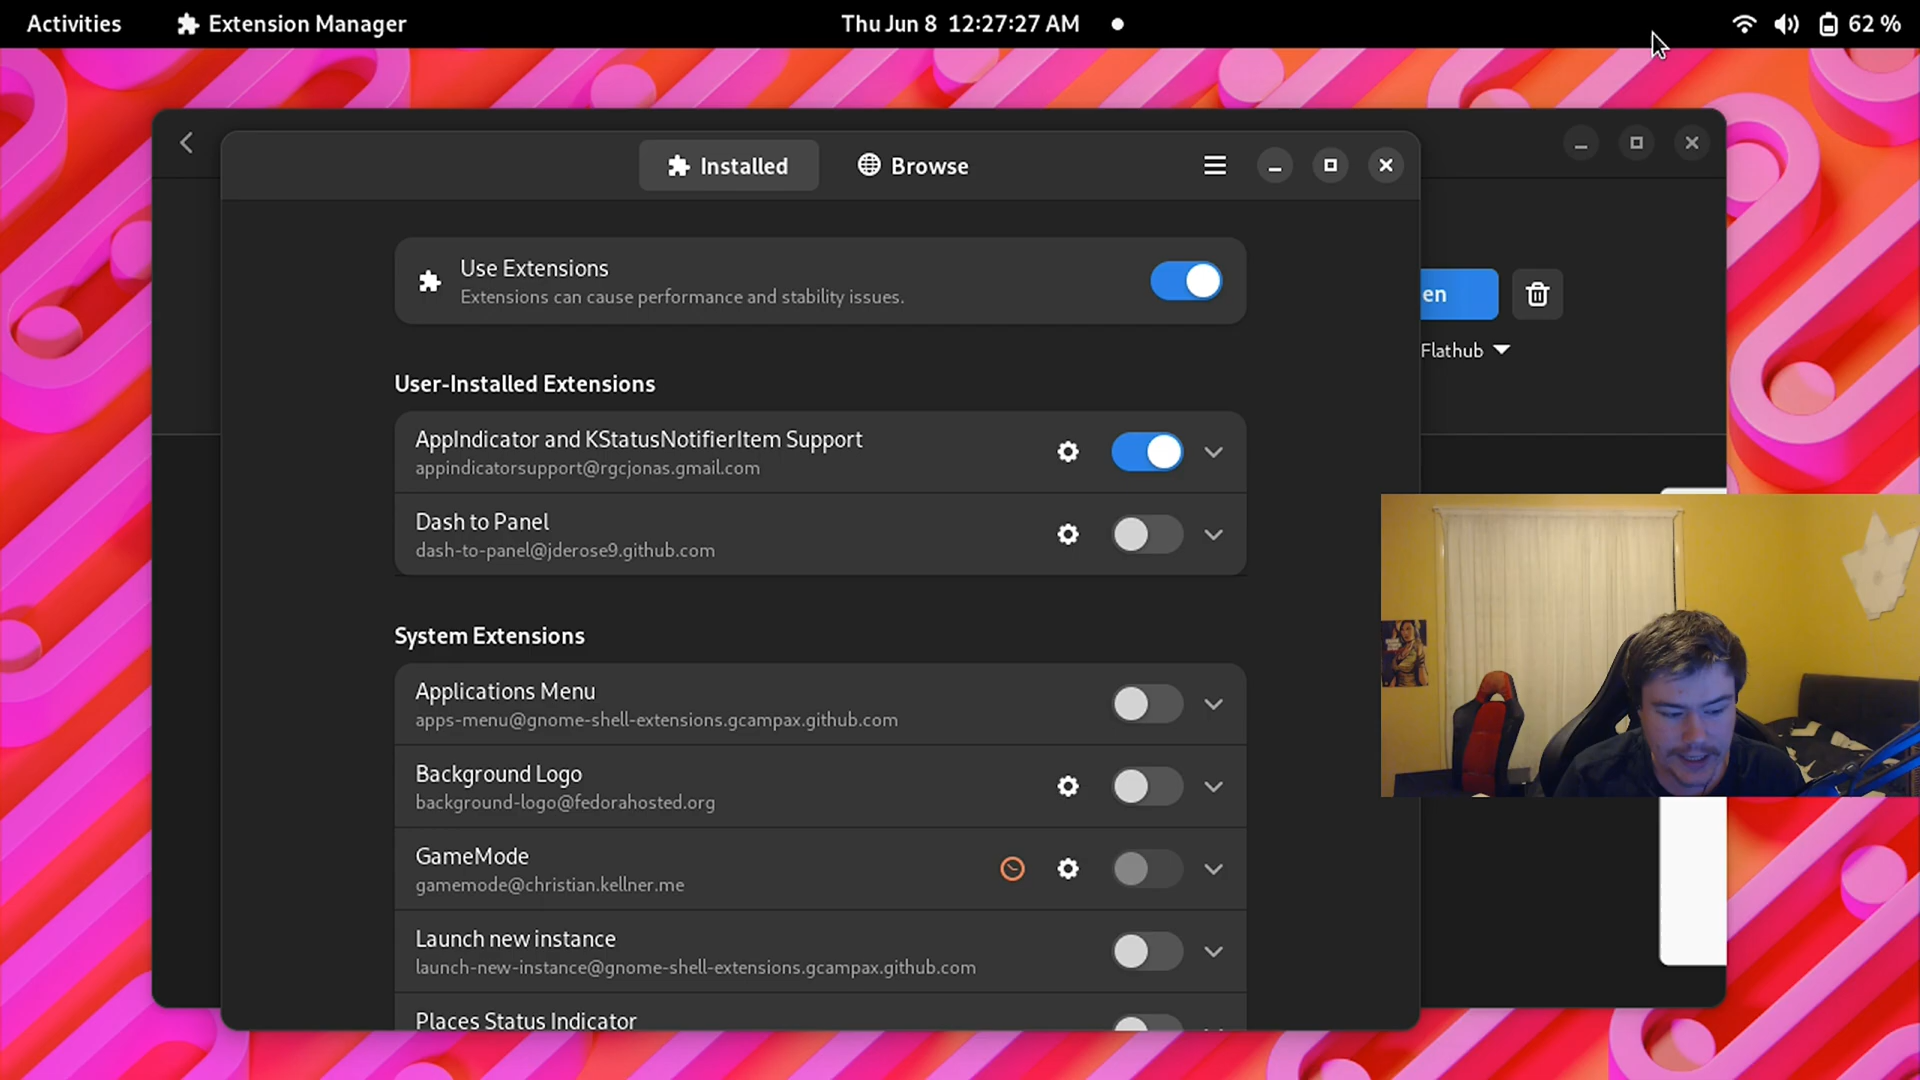 Activities
Extension Manager
Thu Jun 8 12:27:27 AM
62 %
Installed
Browse
Use Extensions
Extensions can cause performance and stability issues.
en
Flathub
User-Installed Extensions
AppIndicator and KStatusNotifierItem Support
appindicatorsupport@rgcjonas.gmail.com
Dash to Panel
dash-to-panel@jderose9.github.com
System Extensions
Applications Menu
apps-menu@gnome-shell-extensions.gcampax.github.com
Background Logo
background-logo@fedorahosted.org
GameMode
gamemode@christian.kellner.me
Launch new instance
launch-new-instance@gnome-shell-extensions.gcampax.github.com
Places Status Indicator